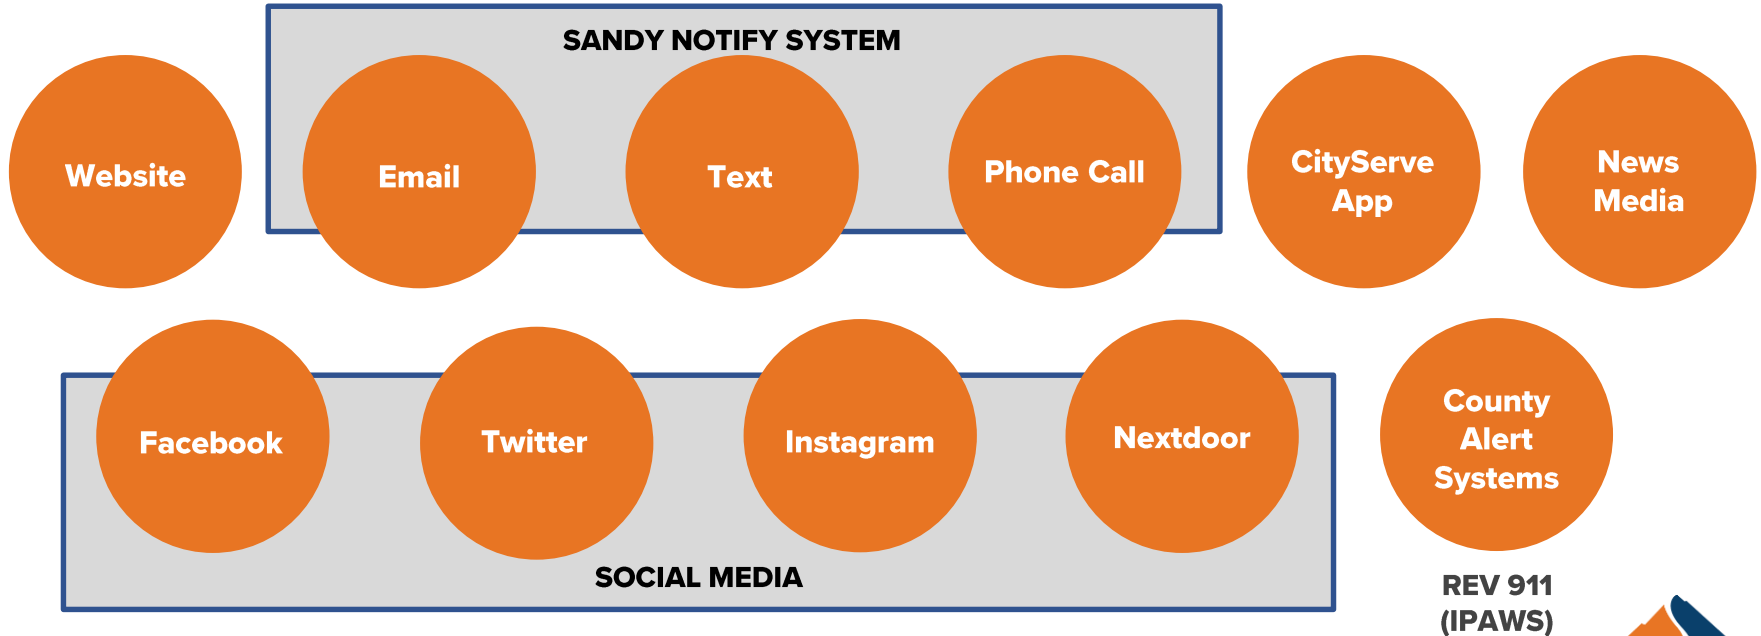 SANDY NOTIFY SYSTEM
Website
Email
Text
Phone Call
CityServe
App
News
Media
Facebook
Twitter
Instagram
Nextdoor
County
Alert
Systems
SOCIAL MEDIA
REV 911
(IPAWS)